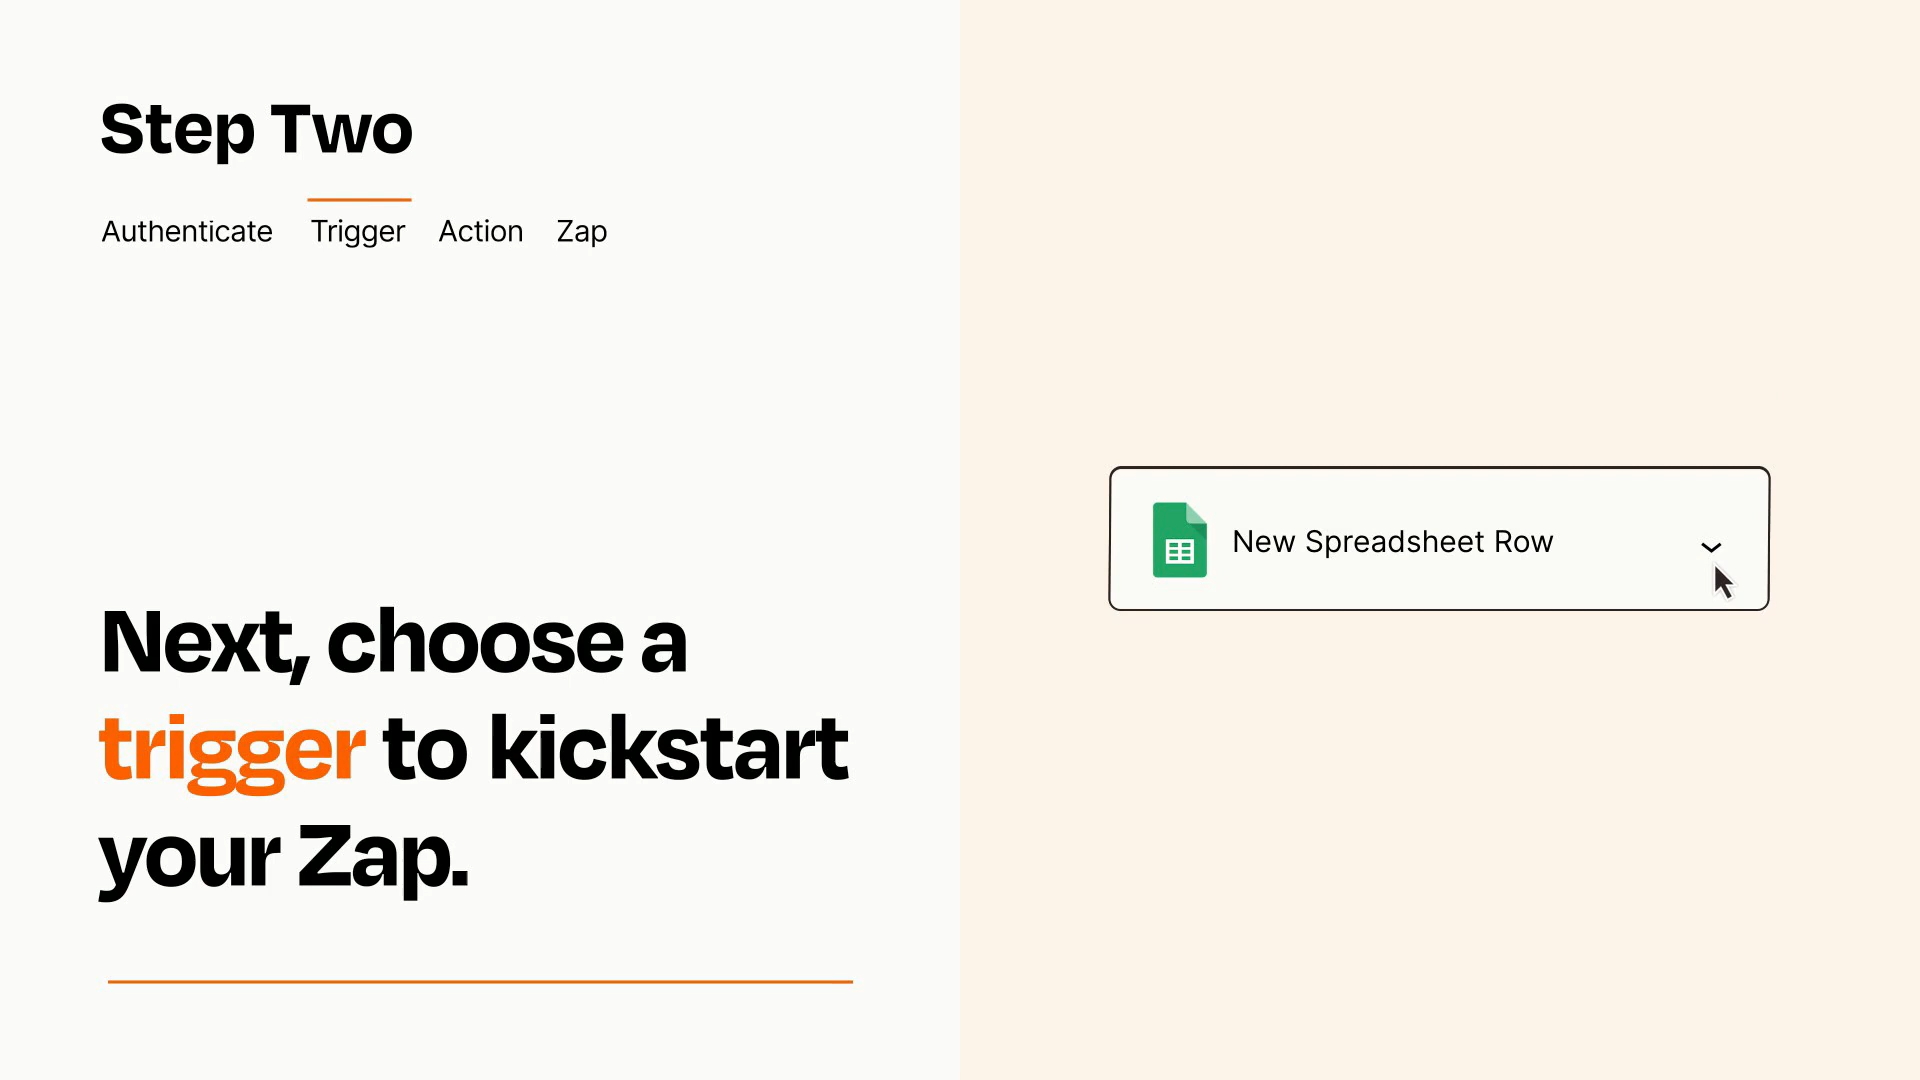 Step Two
Authenticate Trigger Action Zap
Next, choose a
trigger to kickstart
your Zap.
New Spreadsheet Row